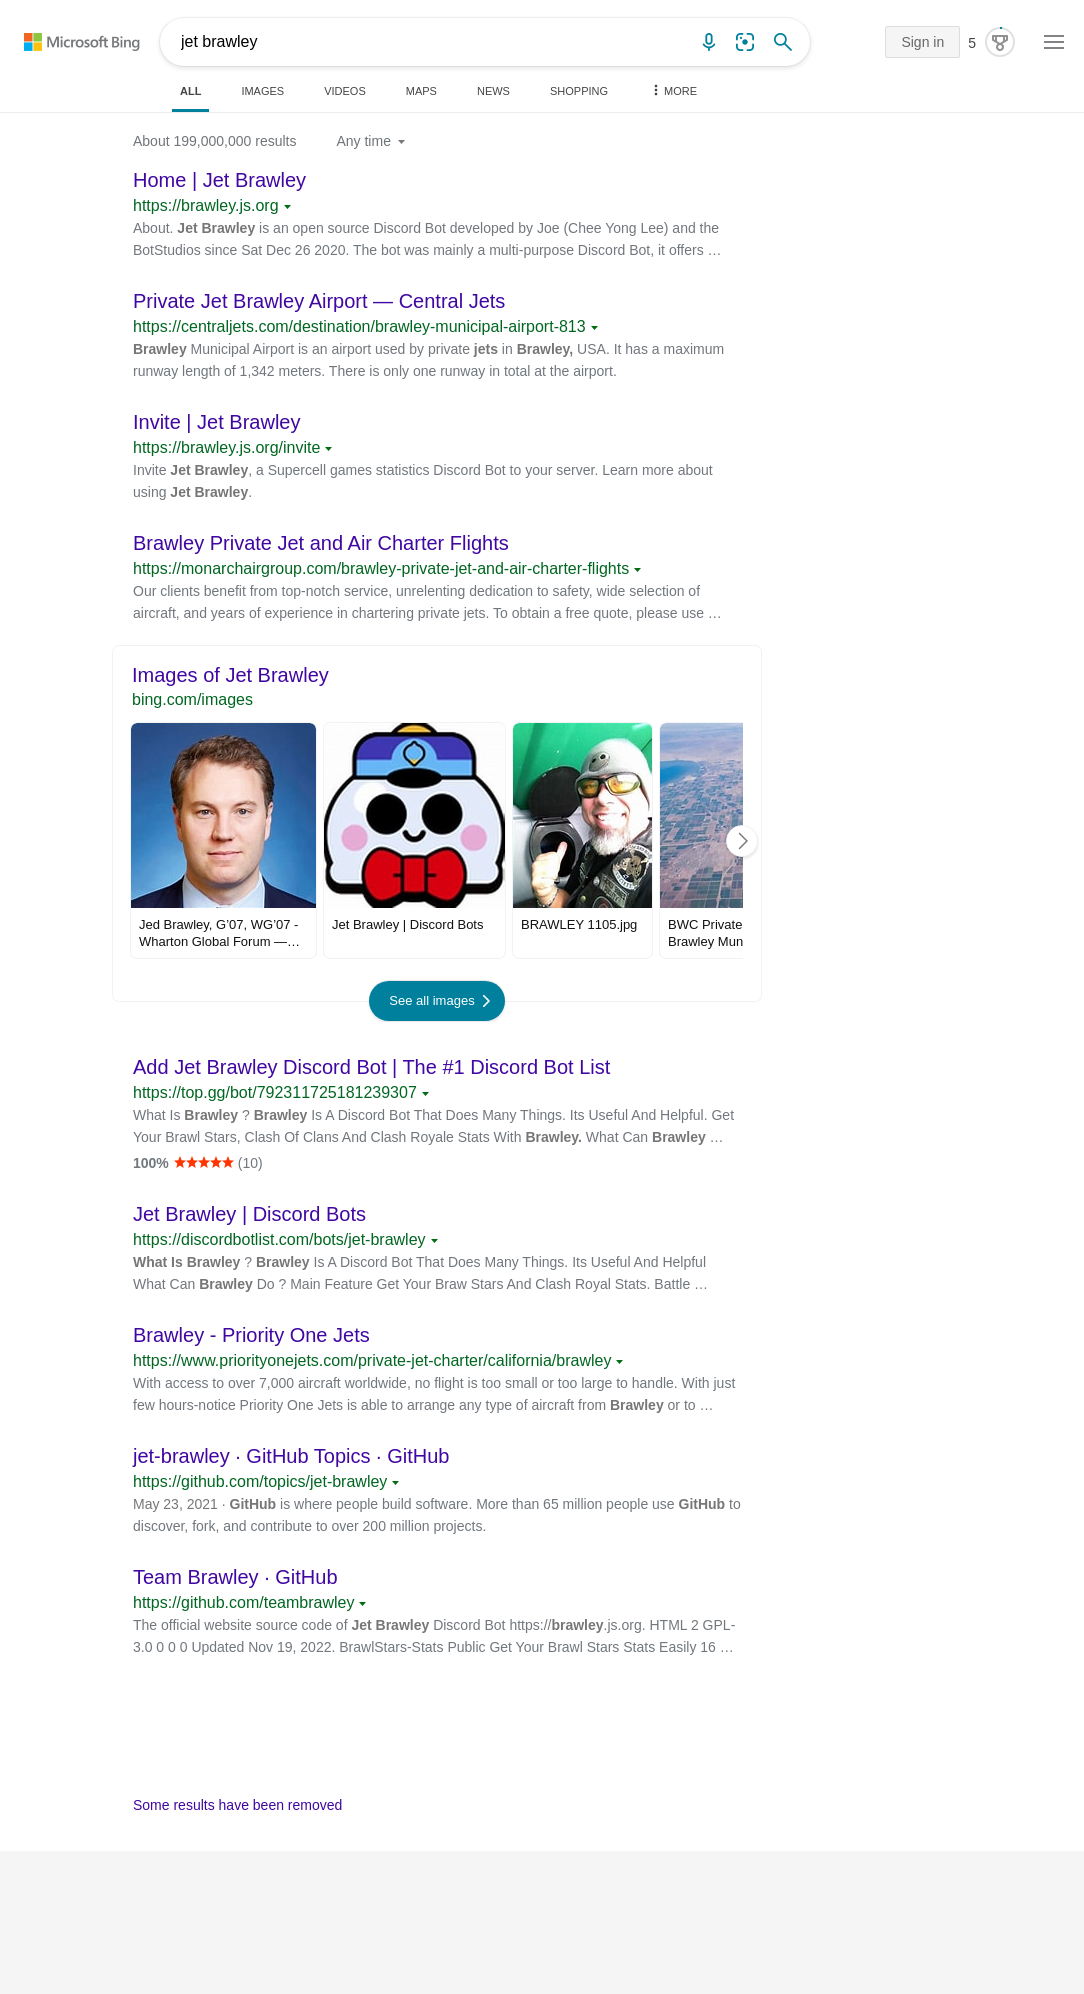 Microsoft Bing
jet brawley
Sign in
5
ALL
IMAGES
VIDEOS
MAPS
NEWS
SHOPPING
MORE
About 199,000,000 results
Any time
Home | Jet Brawley
https://brawley.js.org
About. Jet Brawley is an open source Discord Bot developed by Joe (Chee Yong Lee) and the
BotStudios since Sat Dec 26 2020. The bot was mainly a multi-purpose Discord Bot, it offers …
Private Jet Brawley Airport — Central Jets
https://centraljets.com/destination/brawley-municipal-airport-813
Brawley Municipal Airport is an airport used by private jets in Brawley, USA. It has a maximum
runway length of 1,342 meters. There is only one runway in total at the airport.
Invite | Jet Brawley
https://brawley.js.org/invite
Invite Jet Brawley, a Supercell games statistics Discord Bot to your server. Learn more about
using Jet Brawley.
Brawley Private Jet and Air Charter Flights
https://monarchairgroup.com/brawley-private-jet-and-air-charter-flights
Our clients benefit from top-notch service, unrelenting dedication to safety, wide selection of
aircraft, and years of experience in chartering private jets. To obtain a free quote, please use …
Images of Jet Brawley
bing.com/images
Jed Brawley, G’07, WG’07 -
Wharton Global Forum —…
Jet Brawley | Discord Bots
BRAWLEY 1105.jpg
BWC Private
Brawley Mun
See all images
Add Jet Brawley Discord Bot | The #1 Discord Bot List
https://top.gg/bot/792311725181239307
What Is Brawley ? Brawley Is A Discord Bot That Does Many Things. Its Useful And Helpful. Get
Your Brawl Stars, Clash Of Clans And Clash Royale Stats With Brawley. What Can Brawley …
100% ★★★★★ (10)
Jet Brawley | Discord Bots
https://discordbotlist.com/bots/jet-brawley
What Is Brawley ? Brawley Is A Discord Bot That Does Many Things. Its Useful And Helpful
What Can Brawley Do ? Main Feature Get Your Braw Stars And Clash Royal Stats. Battle …
Brawley - Priority One Jets
https://www.priorityonejets.com/private-jet-charter/california/brawley
With access to over 7,000 aircraft worldwide, no flight is too small or too large to handle. With just
few hours-notice Priority One Jets is able to arrange any type of aircraft from Brawley or to …
jet-brawley · GitHub Topics · GitHub
https://github.com/topics/jet-brawley
May 23, 2021 · GitHub is where people build software. More than 65 million people use GitHub to
discover, fork, and contribute to over 200 million projects.
Team Brawley · GitHub
https://github.com/teambrawley
The official website source code of Jet Brawley Discord Bot https://brawley.js.org. HTML 2 GPL-
3.0 0 0 0 Updated Nov 19, 2022. BrawlStars-Stats Public Get Your Brawl Stars Stats Easily 16 …
Some results have been removed